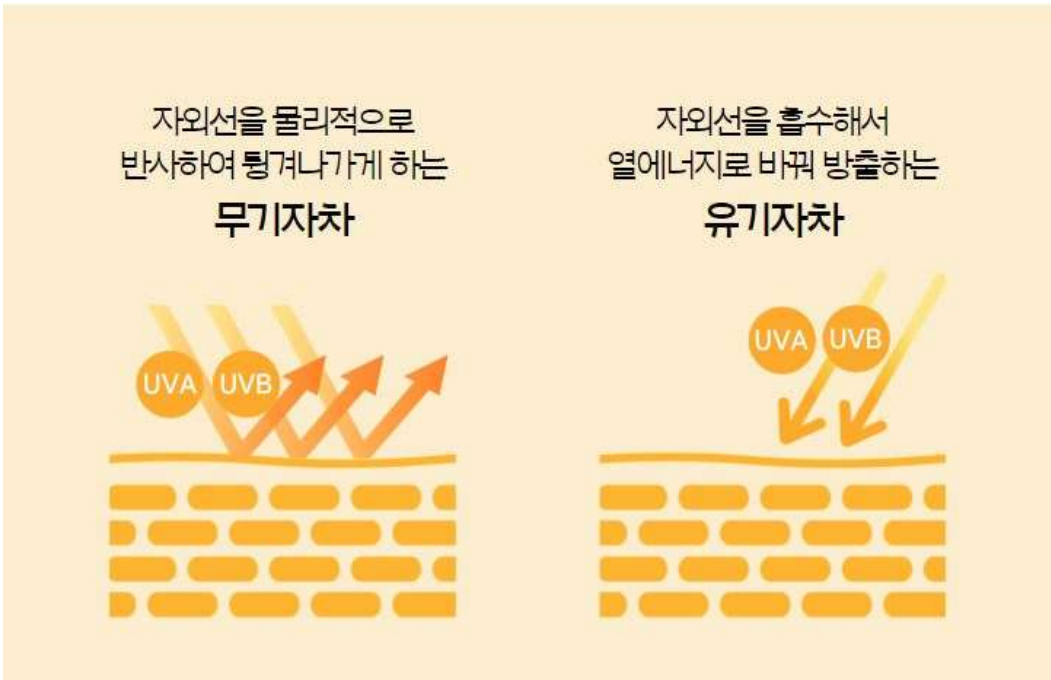 자외선을 물리적으로
반사하여 튕겨나가게 하는
무기자차
UVA UVB
자외선을 흡수해서
열에너지로 바꿔 방출하는
유기자차
UVA UVB